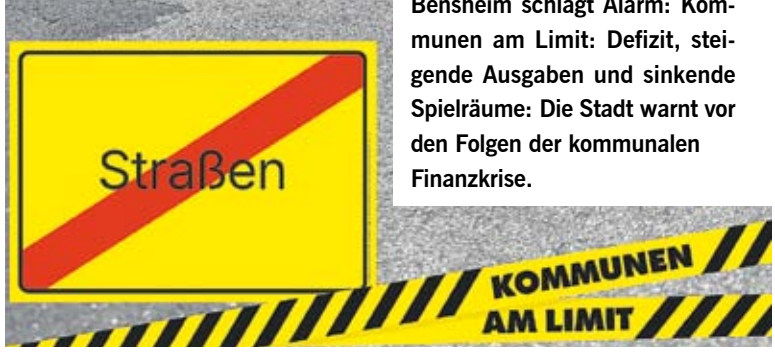 Bensheim schlägt Alarm: Kom-
munen am Limit: Defizit, stei-
gende Ausgaben und sinkende
Spielräume: Die Stadt warnt vor
den Folgen der kommunalen
Finanzkrise.
Straßen
KOMMUNEN
AM LIMIT